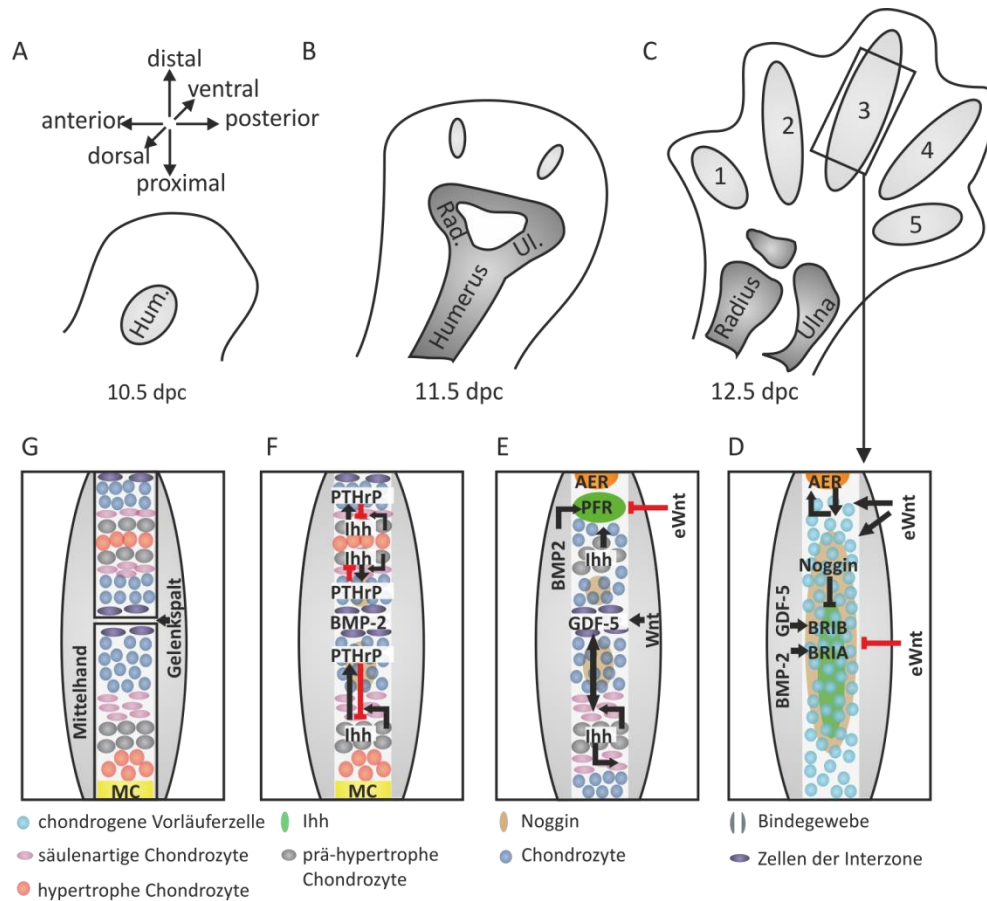 A
distal
ventral
anterior
posterior
dorsal
proximal
Hum.
10.5 dpc
B
Rad.
Ul.
Humerus
11.5 dpc
C
1
2
3
4
5
Radius
Ulna
12.5 dpc
G
Mittelhand
Gelenkspalt
MC
F
PTHrP
Ihh
Ihh
PTHrP
BMP-2
PTHrP
Ihh
MC
E
AER
PFR
eWnt
BMP2
Ihh
GDF-5
Wnt
Ihh
D
AER
eWnt
Noggin
GDF-5
BRIB
BMP-2
BRIA
eWnt
chondrogene Vorläuferzelle
Ihh
Noggin
Bindegewebe
säulenartige Chondrozyte
prä-hypertrophe
Chondrozyte
Chondrozyte
Zellen der Interzone
hypertrophe Chondrozyte